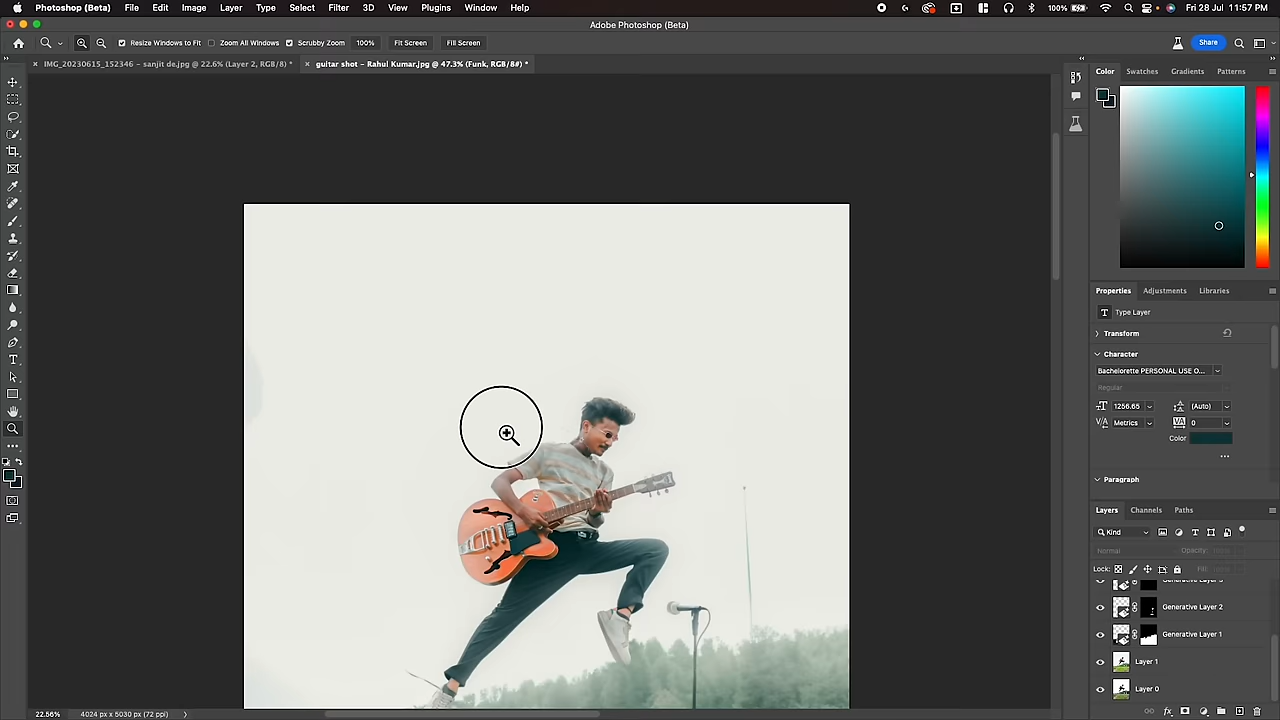 Photoshop (Beta) File Edit Image Layer Type Select Filter 3D View Plugins Window Help 100% Fri 28 Jul 11:57 PM
Adobe Photoshop (Beta)
Resize Windows to Fit Zoom All Windows Scrubby Zoom 100% Fit Screen Fill Screen Share
IMG_20230615_152346 – sanjit de.jpg @ 22.6% (Layer 2, RGB/8) * guitar shot – Rahul Kumar.jpg @ 47.3% (Funk, RGB/8#) *
Color Swatches Gradients Patterns
Properties Adjustments Libraries
T Type Layer
Transform
Character
Bachelorette PERSONAL USE O...
Regular
1256.65 (Auto)
Metrics 0
Color
Paragraph
Layers Channels Paths
Kind
Normal Opacity:
Lock: Fill:
Generative Layer 2
Generative Layer 1
Layer 1
Layer 0
22.56% 4024 px x 5030 px (72 ppi)